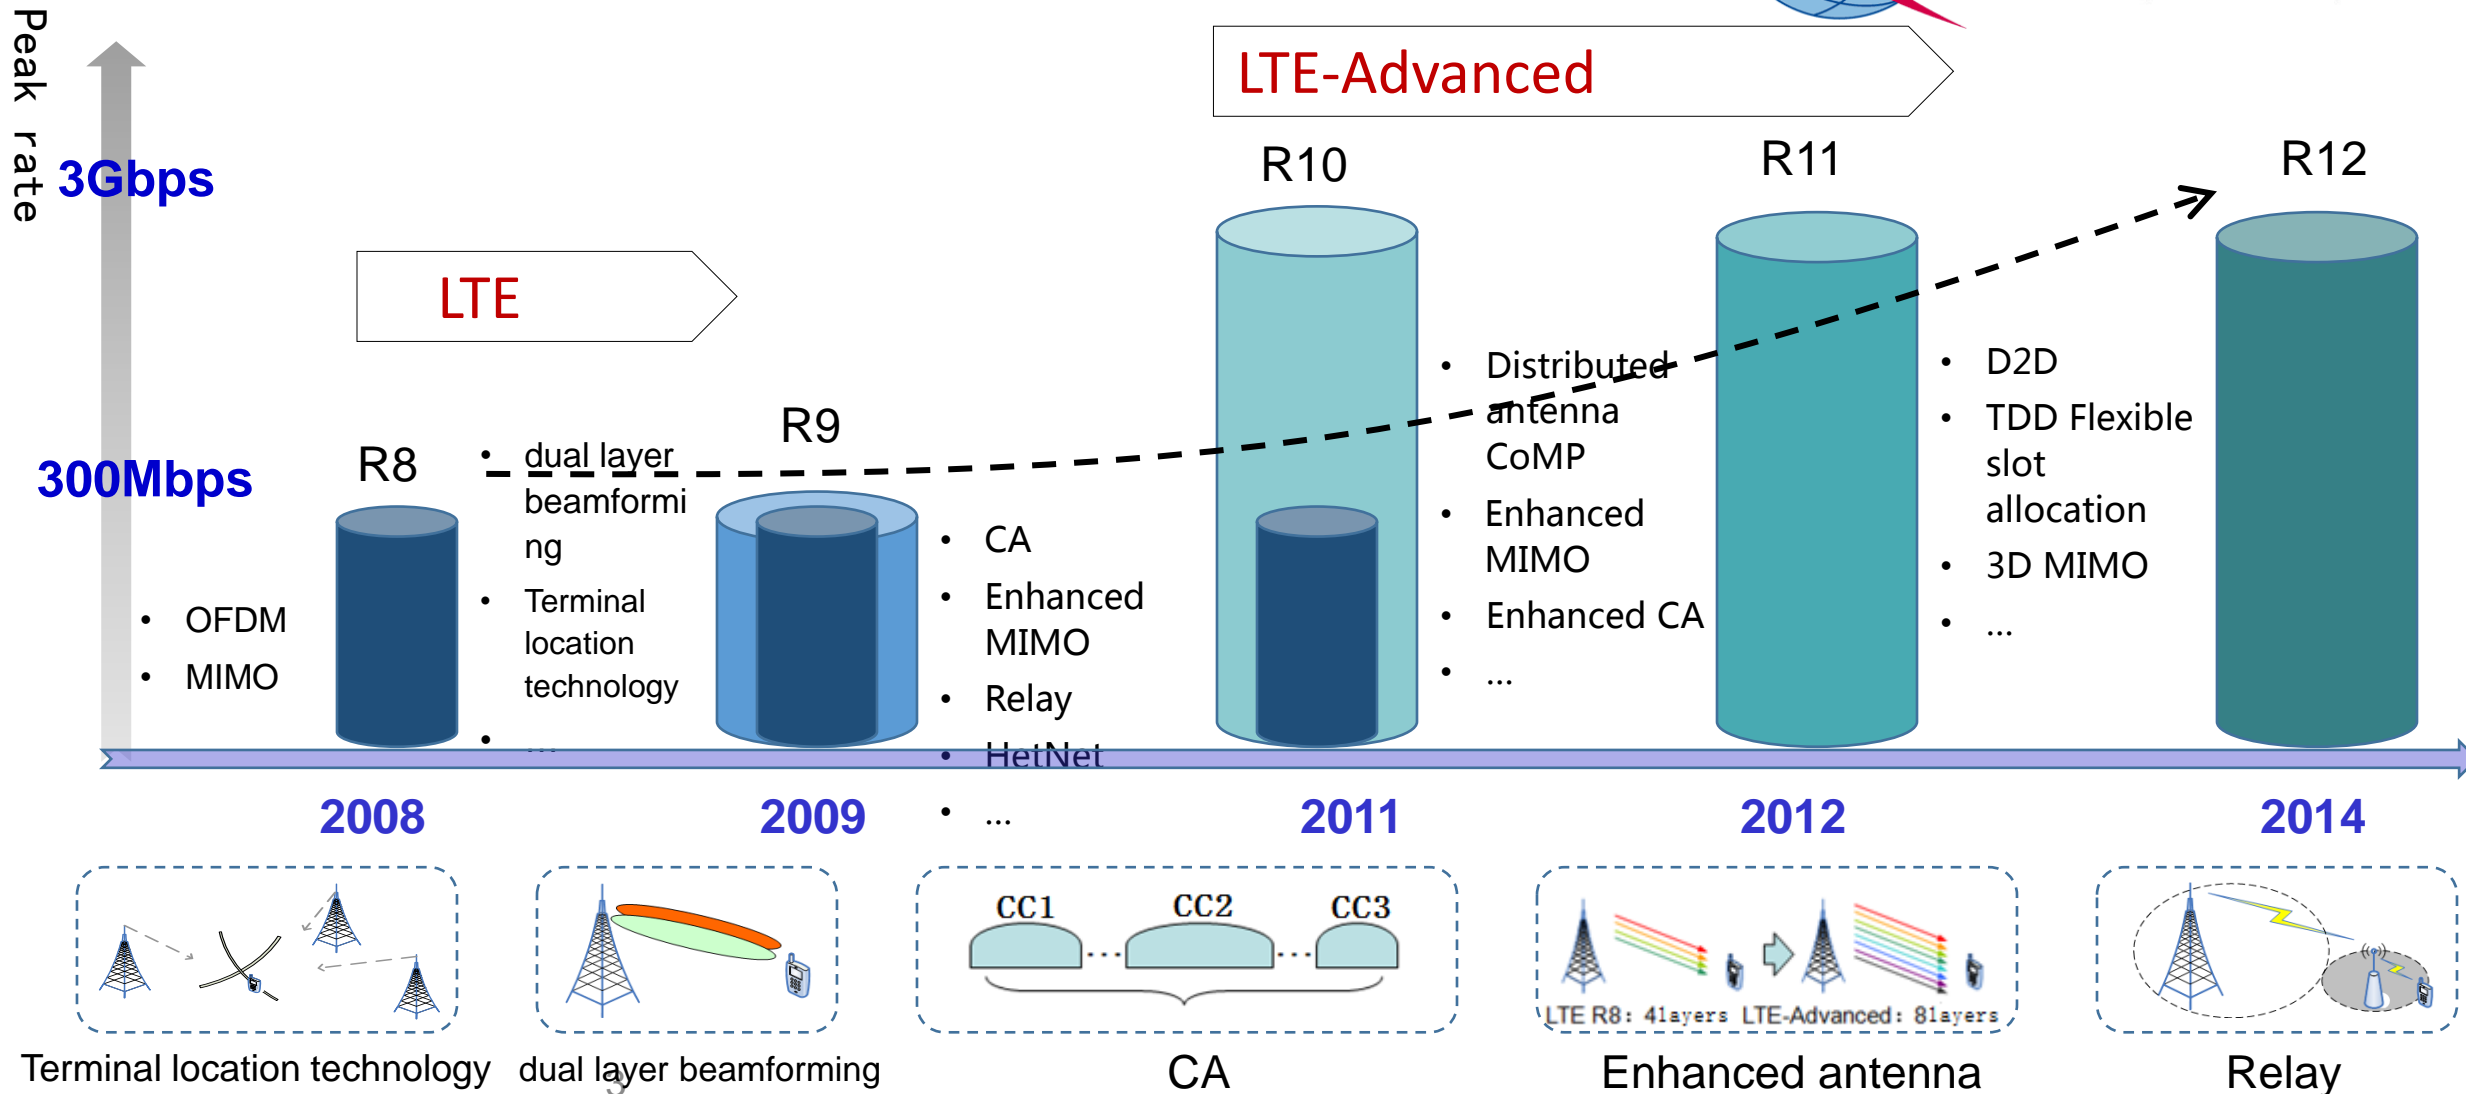 Peak rate
LTE-Advanced
R10
R11
R12
3Gbps
LTE
R9
R8
300Mbps
• OFDM
• MIMO
• dual layer
beamformi
ng
• Terminal
location
technology
• ...
• CA
• Enhanced
MIMO
• Relay
• HetNet
• ...
• Distributed
antenna
CoMP
• Enhanced
MIMO
• Enhanced CA
• ...
• D2D
• TDD Flexible
slot
allocation
• 3D MIMO
• ...
2008
2009
2011
2012
2014
CC1
CC2
CC3
LTE R8: 4layers
LTE-Advanced: 8layers
Terminal location technology
dual layer beamforming
CA
Enhanced antenna
Relay
3